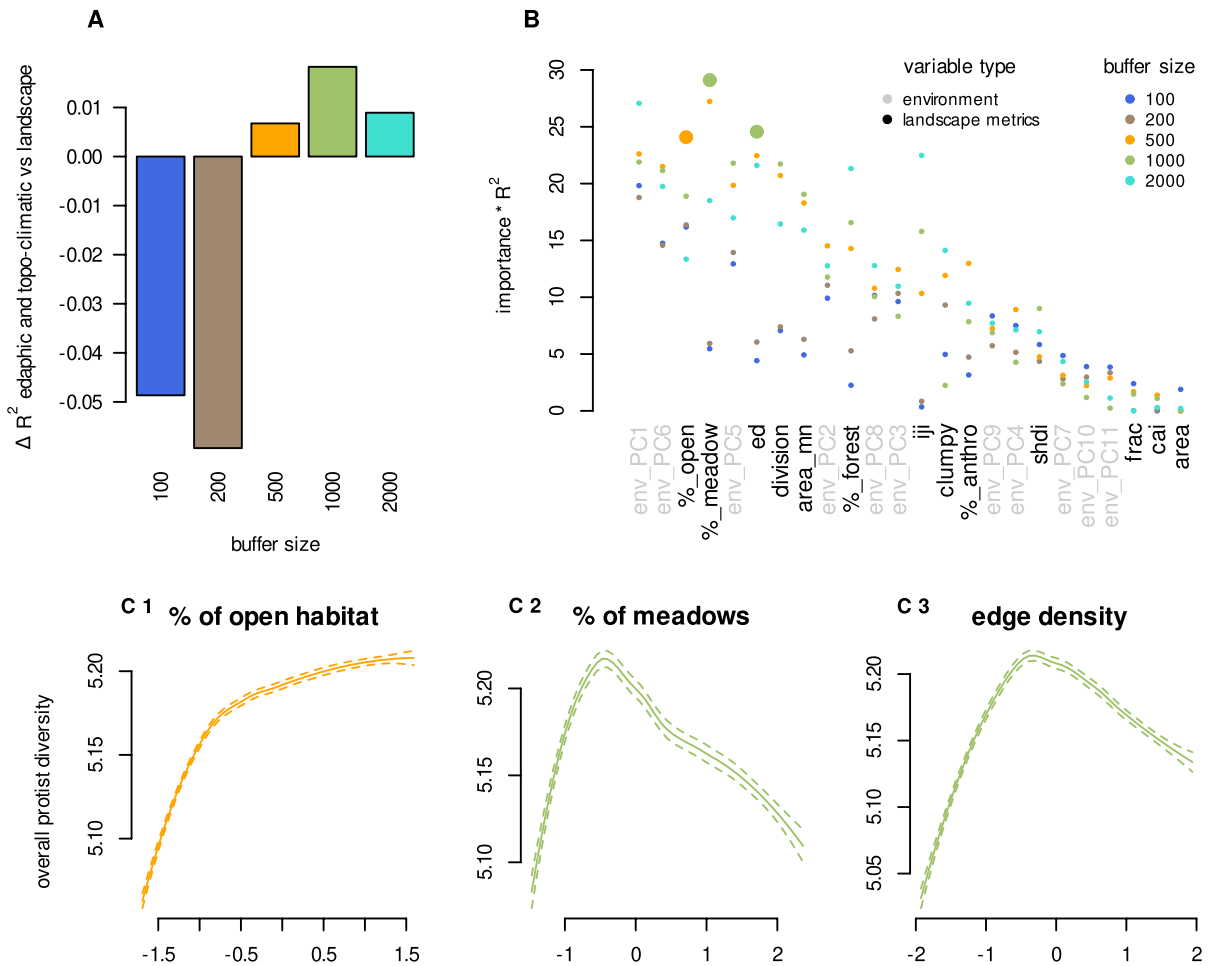 A
Δ R2 edaphic and topo-climatic vs landscape
0.01
0.00
-0.01
-0.02
-0.03
-0.04
-0.05
100
200
500
1000
2000
buffer size
B
importance * R2
30
25
20
15
10
5
0
variable type
environment
landscape metrics
buffer size
100
200
500
1000
2000
env_PC1
env_PC6
%_open
%_meadow
env_PC5
ed
division
area_mn
env_PC2
%_forest
env_PC8
env_PC3
iji
clumpy
%_anthro
env_PC9
env_PC4
shdi
env_PC7
env_PC10
env_PC11
frac
cai
area
C 1
% of open habitat
overall protist diversity
5.20
5.15
5.10
-1.5
-0.5
0.5
1.5
C 2
% of meadows
5.20
5.15
5.10
-1
0
1
2
C 3
edge density
5.20
5.15
5.10
5.05
-2
-1
0
1
2